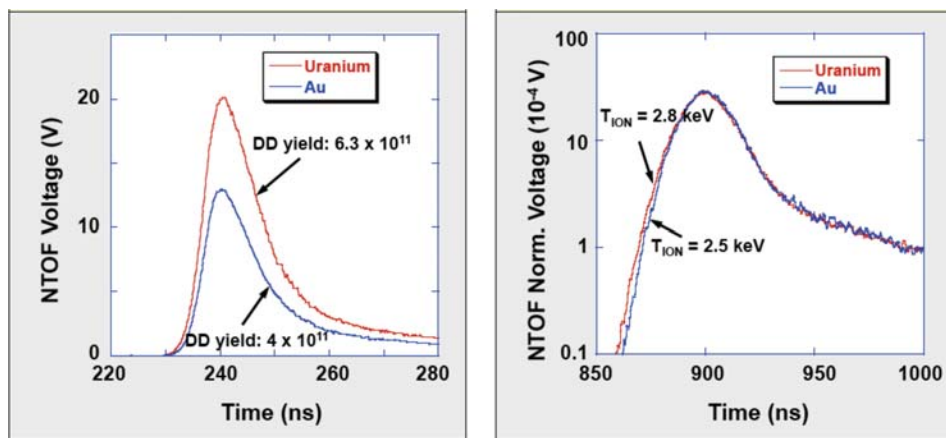 NTOF Voltage (V)
20
10
0
220
240
260
280
Time (ns)
Uranium
Au
DD yield: 6.3 x 10¹¹
DD yield: 4 x 10¹¹
NTOF Norm. Voltage (10⁻⁴ V)
100
10
1
0.1
850
900
950
1000
Time (ns)
Uranium
Au
T_ION = 2.8 keV
T_ION = 2.5 keV